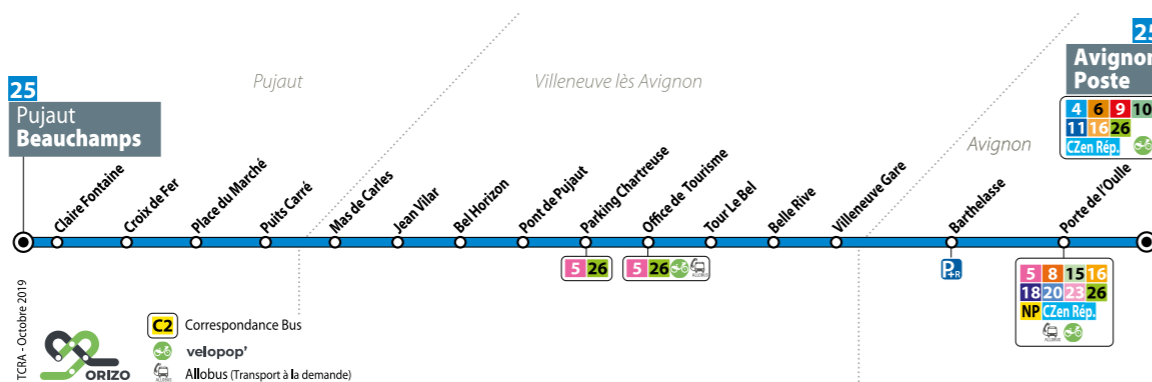 25
Pujaut
Beauchamps
Pujaut
Villeneuve lès Avignon
Avignon
25
Avignon
Poste
4 6 9 10
11 16 26
CZen Rép.
Claire Fontaine
Croix de Fer
Place du Marché
Puits Carré
Mas de Carles
Jean Vilar
Bel Horizon
Pont de Pujaut
Parking Chartreuse
Office de Tourisme
Tour Le Bel
Belle Rive
Villeneuve Gare
Barthelasse
Porte de l'Oulle
5 26
5 26 ALLOBUS
P+R
5 8 15 16
18 20 23 26
NP CZen Rép.
ALLOBUS
TCRA - Octobre 2019
ORIZO
C2 Correspondance Bus
velopop'
ALLOBUS Allobus (Transport à la demande)